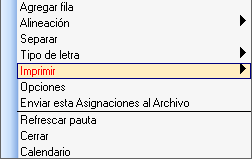 Agregar fila
Alineación
Separar
Tipo de letra
Imprimir
Opciones
Enviar esta Asignaciones al Archivo
Refrescar pauta
Cerrar
Calendario